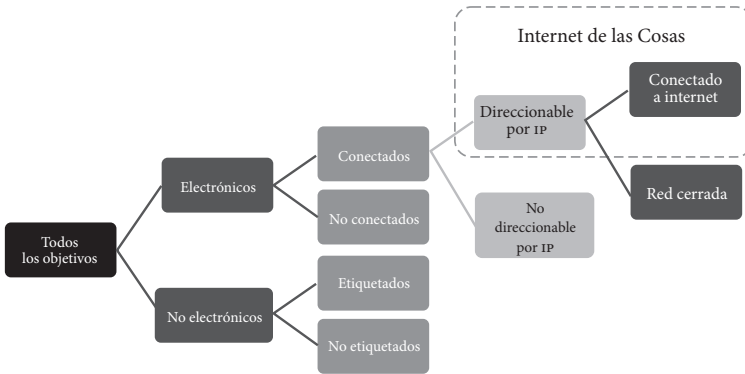 Internet de las Cosas
Conectado
a internet
Direccionable
por IP
Conectados
Electrónicos
Red cerrada
No conectados
No
direccionable
por IP
Todos
los objetivos
Etiquetados
No electrónicos
No etiquetados